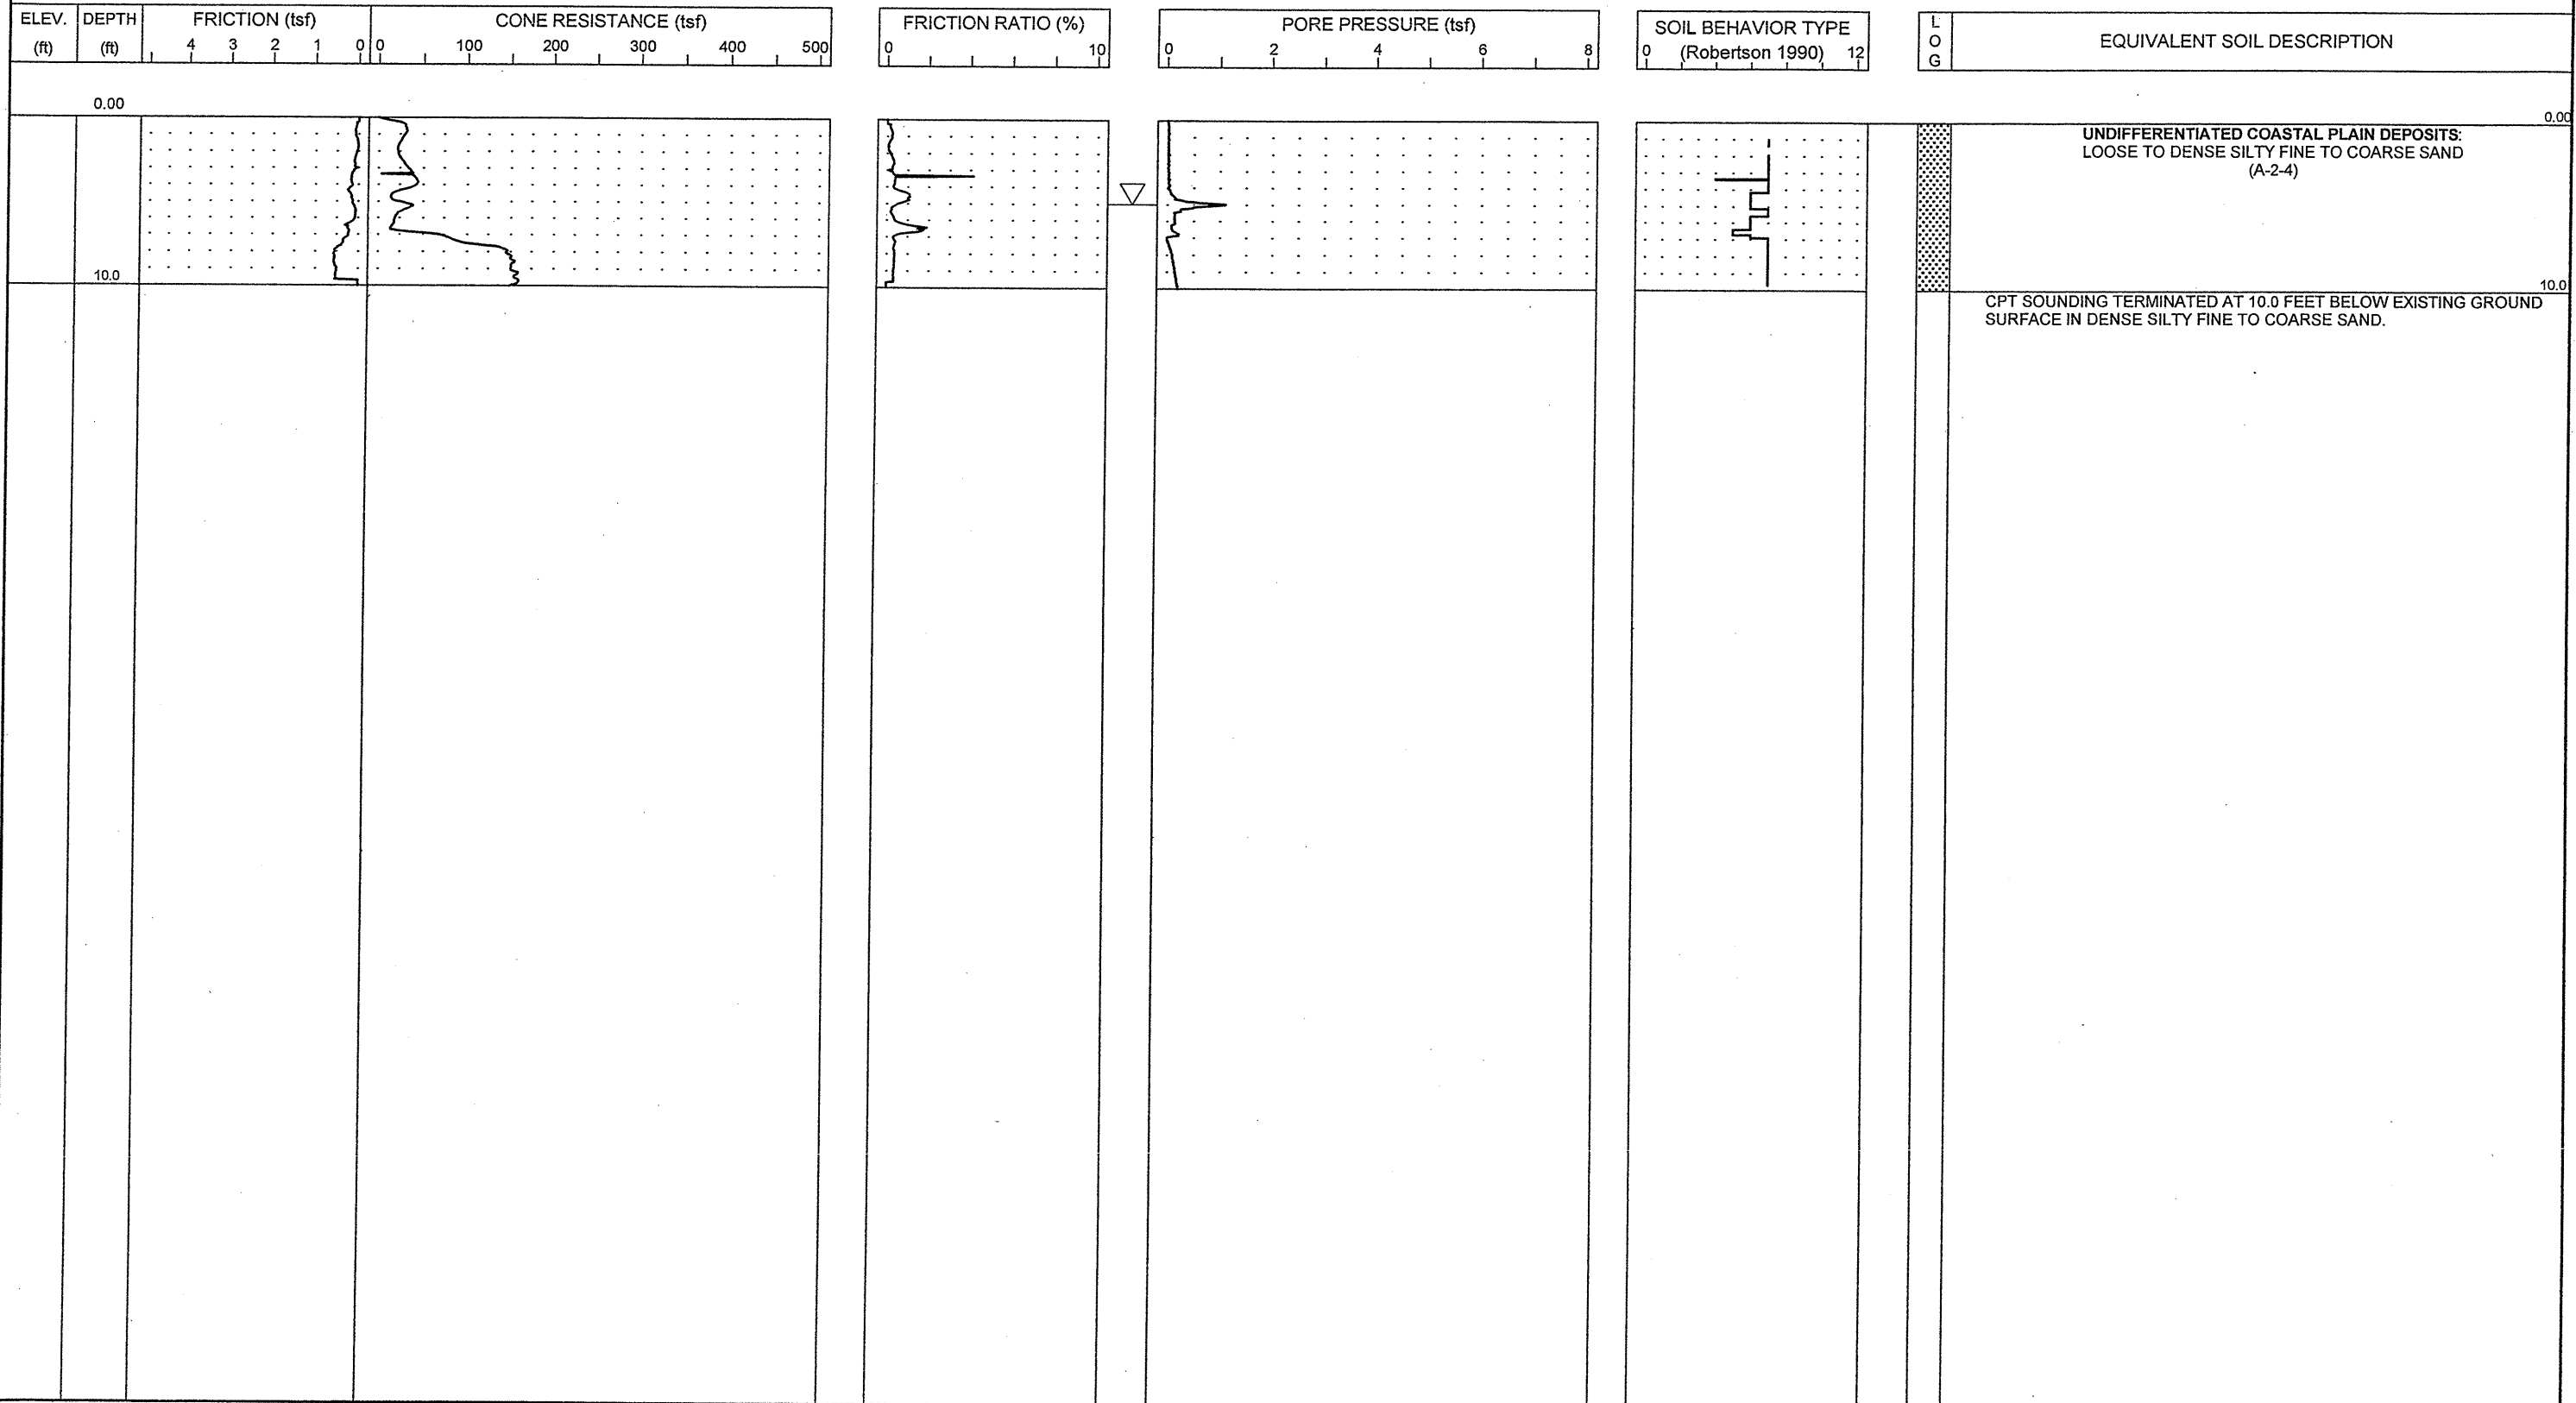 ELEV.
(ft)
DEPTH
(ft)
FRICTION (tsf)
4 3 2 1 0
CONE RESISTANCE (tsf)
0 100 200 300 400 500
FRICTION RATIO (%)
0 10
PORE PRESSURE (tsf)
0 2 4 6 8
SOIL BEHAVIOR TYPE
(Robertson 1990)
0 12
L
O
G
EQUIVALENT SOIL DESCRIPTION
0.00
0.00
UNDIFFERENTIATED COASTAL PLAIN DEPOSITS:
LOOSE TO DENSE SILTY FINE TO COARSE SAND
(A-2-4)
10.0
10.0
CPT SOUNDING TERMINATED AT 10.0 FEET BELOW EXISTING GROUND
SURFACE IN DENSE SILTY FINE TO COARSE SAND.